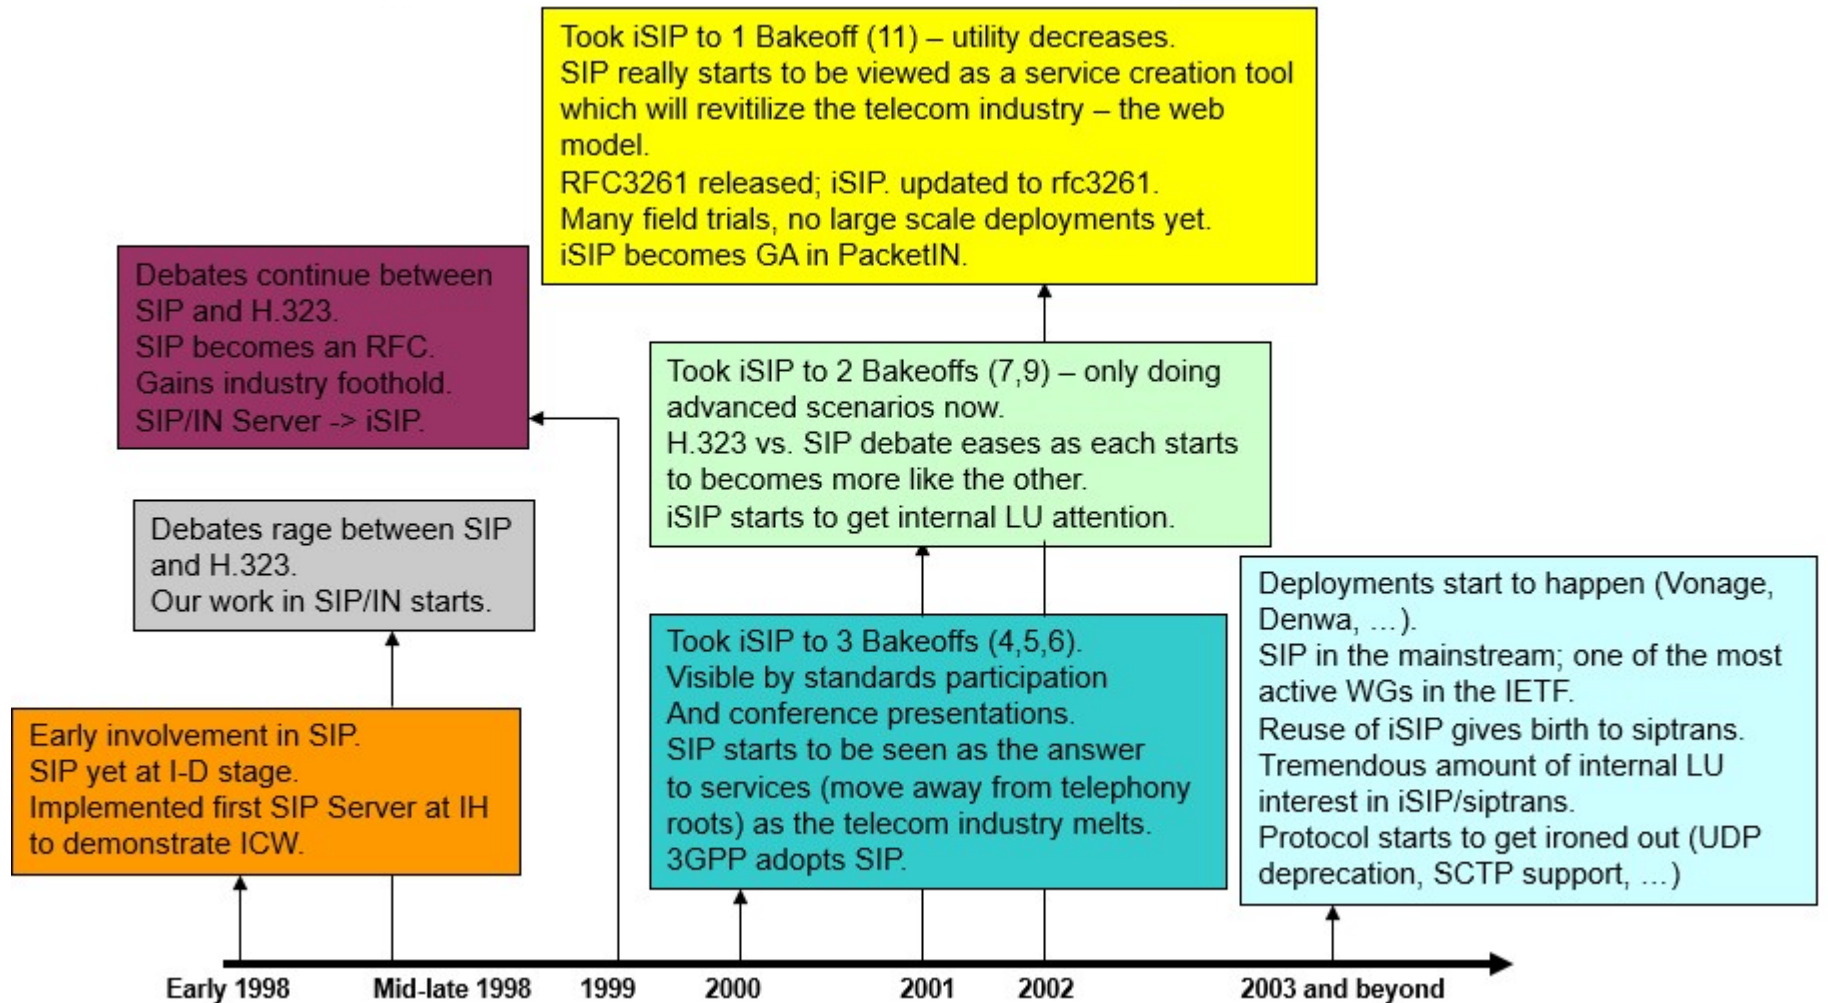 Took iSIP to 1 Bakeoff (11) – utility decreases.
SIP really starts to be viewed as a service creation tool
which will revitilize the telecom industry – the web
model.
RFC3261 released; iSIP. updated to rfc3261.
Many field trials, no large scale deployments yet.
iSIP becomes GA in PacketIN.
Debates continue between
SIP and H.323.
SIP becomes an RFC.
Gains industry foothold.
SIP/IN Server -> iSIP.
Took iSIP to 2 Bakeoffs (7,9) – only doing
advanced scenarios now.
H.323 vs. SIP debate eases as each starts
to becomes more like the other.
iSIP starts to get internal LU attention.
Debates rage between SIP
and H.323.
Our work in SIP/IN starts.
Deployments start to happen (Vonage,
Denwa, …).
SIP in the mainstream; one of the most
active WGs in the IETF.
Reuse of iSIP gives birth to siptrans.
Tremendous amount of internal LU
interest in iSIP/siptrans.
Protocol starts to get ironed out (UDP
deprecation, SCTP support, …)
Took iSIP to 3 Bakeoffs (4,5,6).
Visible by standards participation
And conference presentations.
SIP starts to be seen as the answer
to services (move away from telephony
roots) as the telecom industry melts.
3GPP adopts SIP.
Early involvement in SIP.
SIP yet at I-D stage.
Implemented first SIP Server at IH
to demonstrate ICW.
Early 1998
Mid-late 1998
1999
2000
2001
2002
2003 and beyond